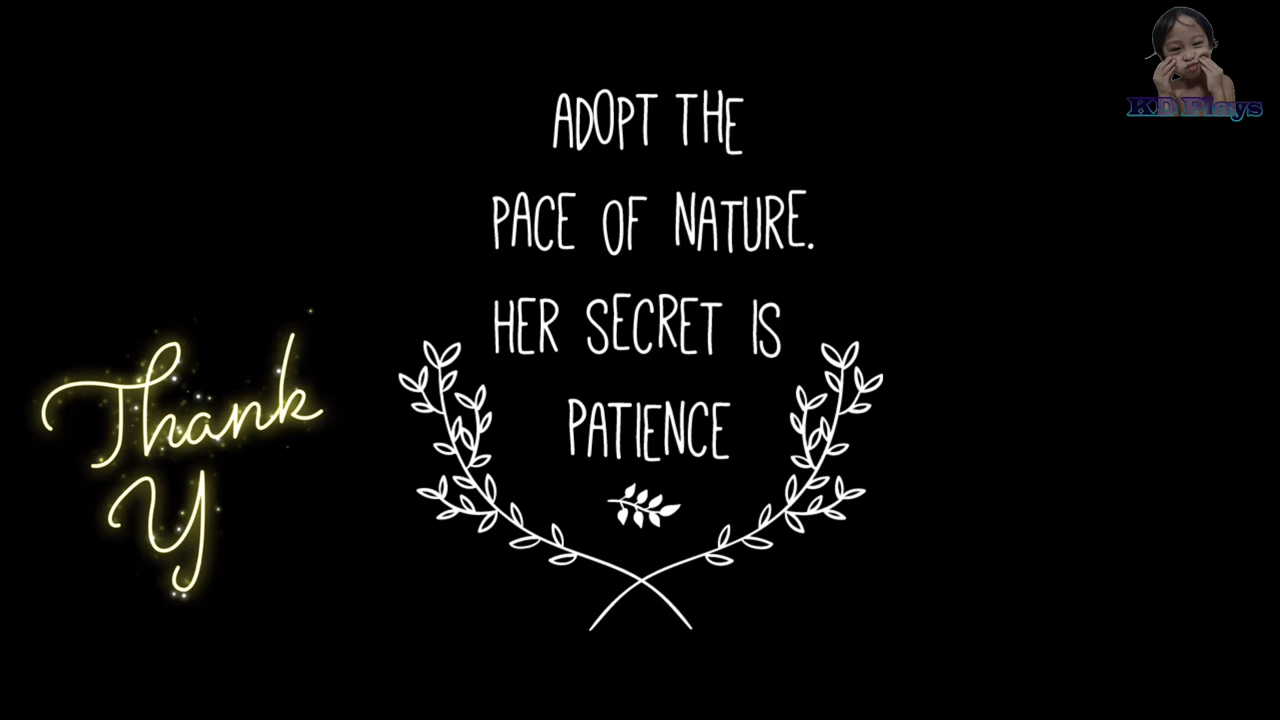 KD Plays
ADOPT THE
PACE OF NATURE.
HER SECRET IS
PATIENCE
Thank
Y